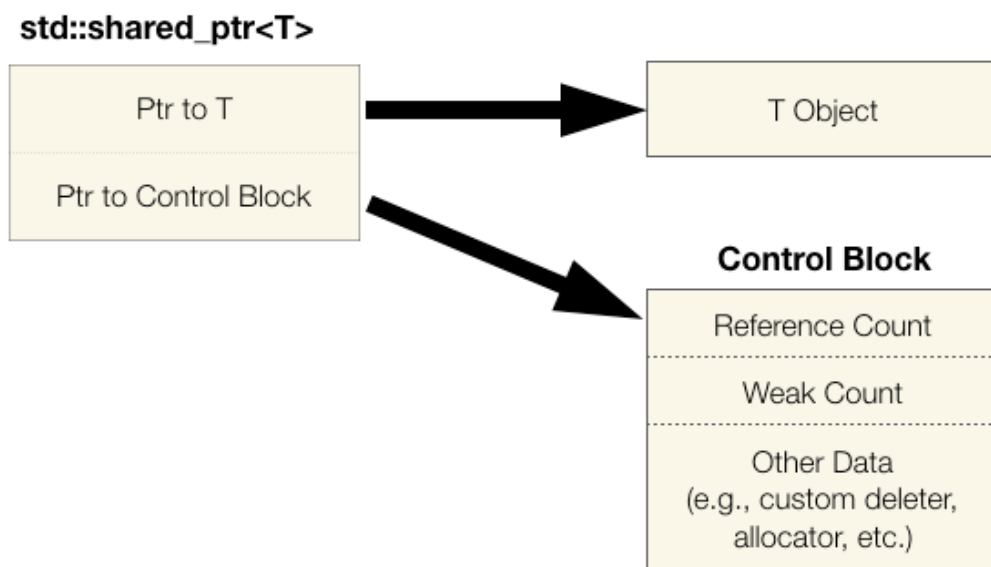 std::shared_ptr<T>
Ptr to T
Ptr to Control Block
T Object
Control Block
Reference Count
Weak Count
Other Data
(e.g., custom deleter,
allocator, etc.)